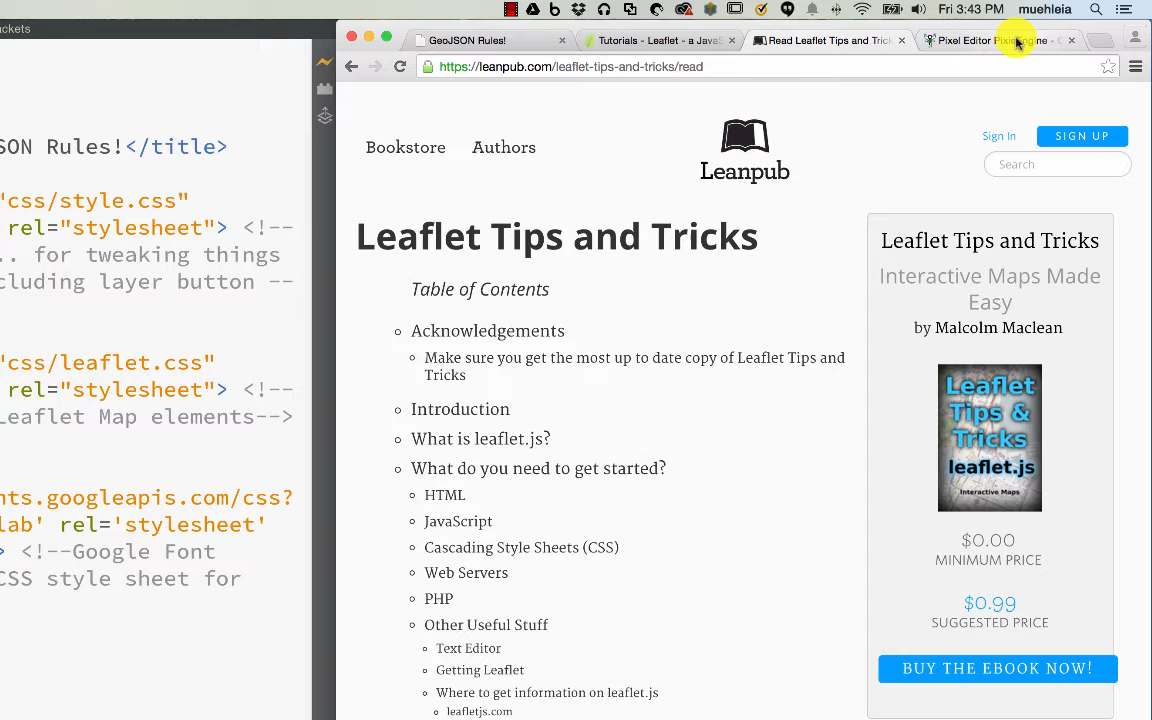 Fri 3:43 PM muehleia
ackets
GeoJSON Rules!
Tutorials - Leaflet - a JavaS
Read Leaflet Tips and Trick
Pixel Editor
https://leanpub.com/leaflet-tips-and-tricks/read
SON Rules!</title>
"css/style.css"
rel="stylesheet"> <!--
.. for tweaking things
cluding layer button --
"css/leaflet.css"
rel="stylesheet"> <!--
Leaflet Map elements-->
nts.googleapis.com/css?
lab' rel='stylesheet'
> <!--Google Font
CSS style sheet for
Bookstore
Authors
Leanpub
Sign In
SIGN UP
Search
Leaflet Tips and Tricks
Table of Contents
Acknowledgements
Make sure you get the most up to date copy of Leaflet Tips and
Tricks
Introduction
What is leaflet.js?
What do you need to get started?
HTML
JavaScript
Cascading Style Sheets (CSS)
Web Servers
PHP
Other Useful Stuff
Text Editor
Getting Leaflet
Where to get information on leaflet.js
leafletjs.com
Leaflet Tips and Tricks
Interactive Maps Made
Easy
by Malcolm Maclean
Leaflet
Tips &
Tricks
leaflet.js
Interactive Maps
$0.00
MINIMUM PRICE
$0.99
SUGGESTED PRICE
BUY THE EBOOK NOW!